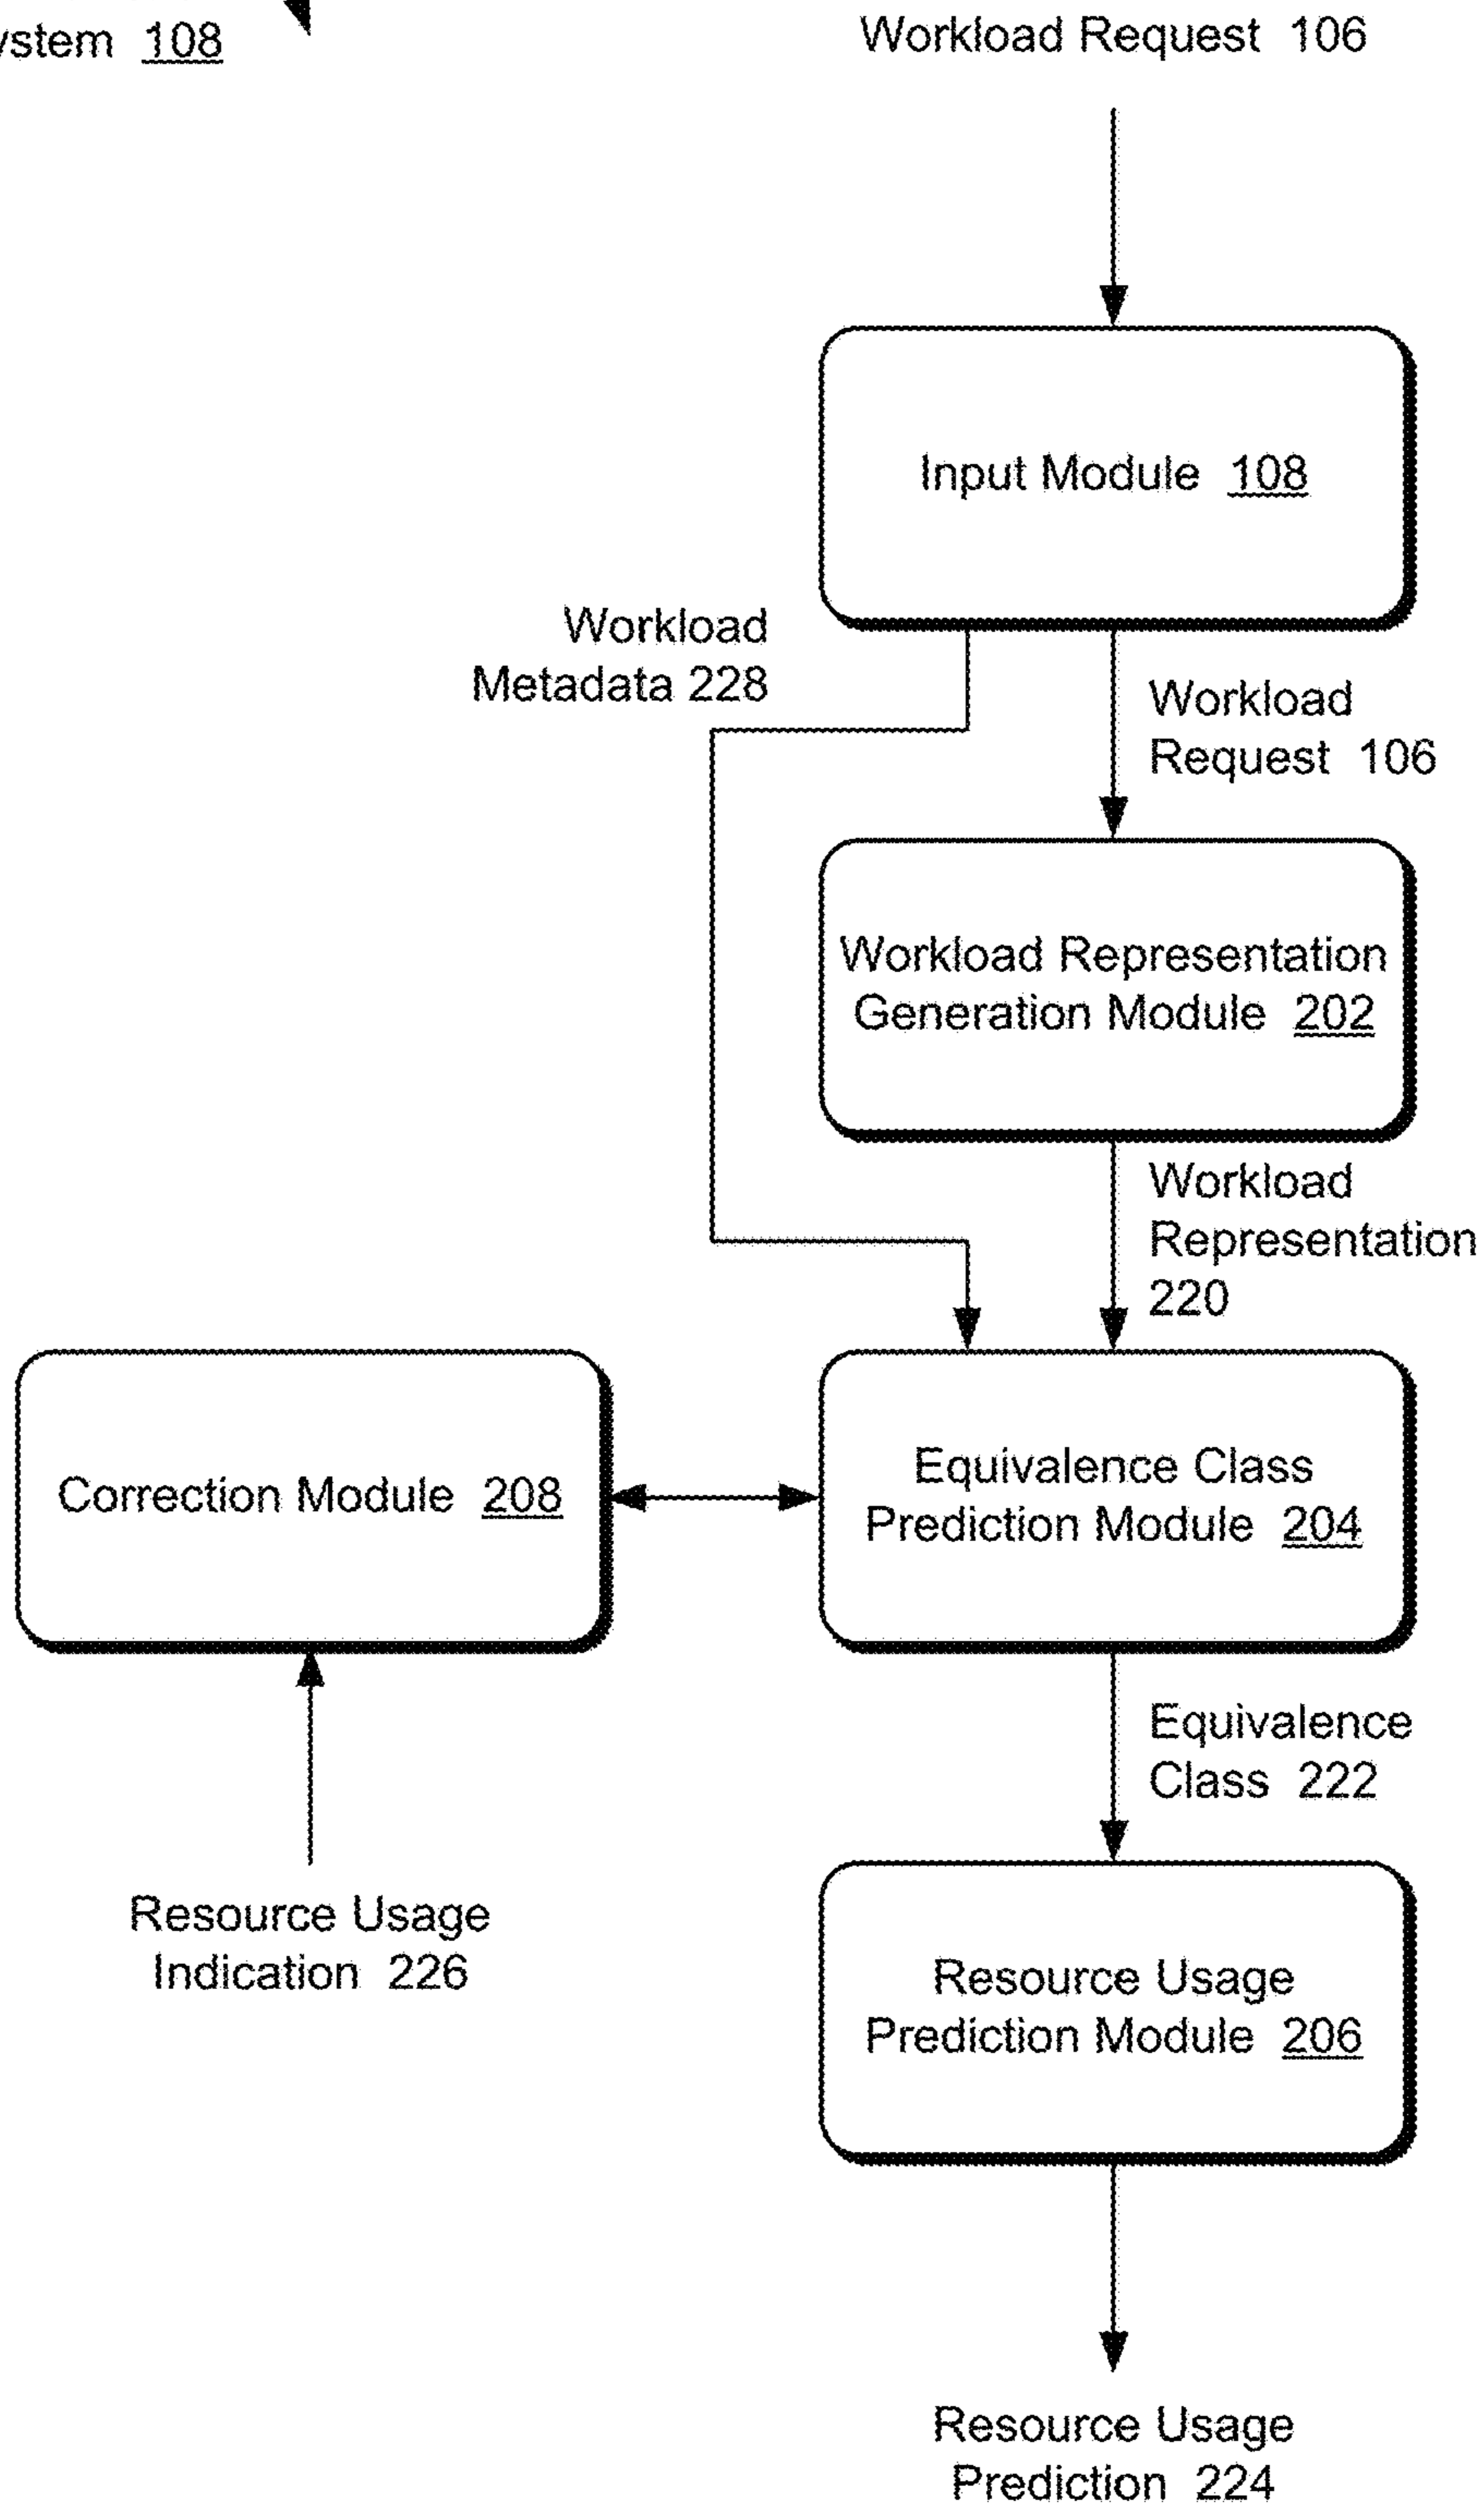 ystem 108
Workload Request 106
Input Module 108
Workload
Metadata 228
Workload
Request 106
Workload Representation
Generation Module 202
Workload
Representation
220
Correction Module 208
Equivalence Class
Prediction Module 204
Equivalence
Class 222
Resource Usage
Indication 226
Resource Usage
Prediction Module 206
Resource Usage
Prediction 224